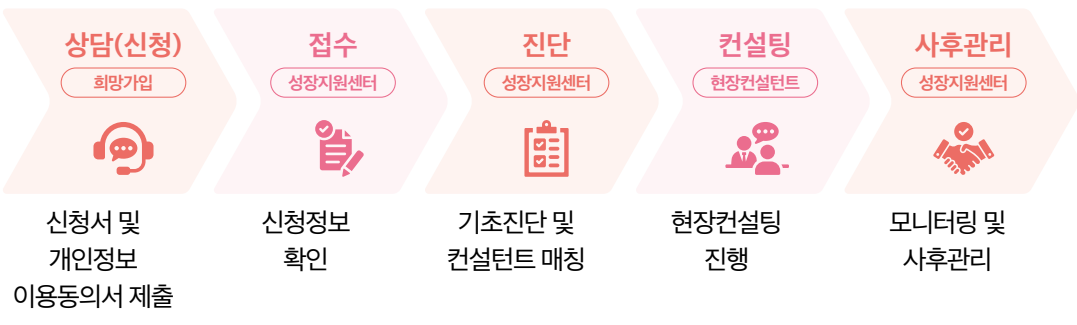 상담(신청)
희망가입
신청서 및
개인정보
이용동의서 제출
접수
성장지원센터
신청정보
확인
진단
성장지원센터
기초진단 및
컨설턴트 매칭
컨설팅
현장컨설턴트
현장컨설팅
진행
사후관리
성장지원센터
모니터링 및
사후관리